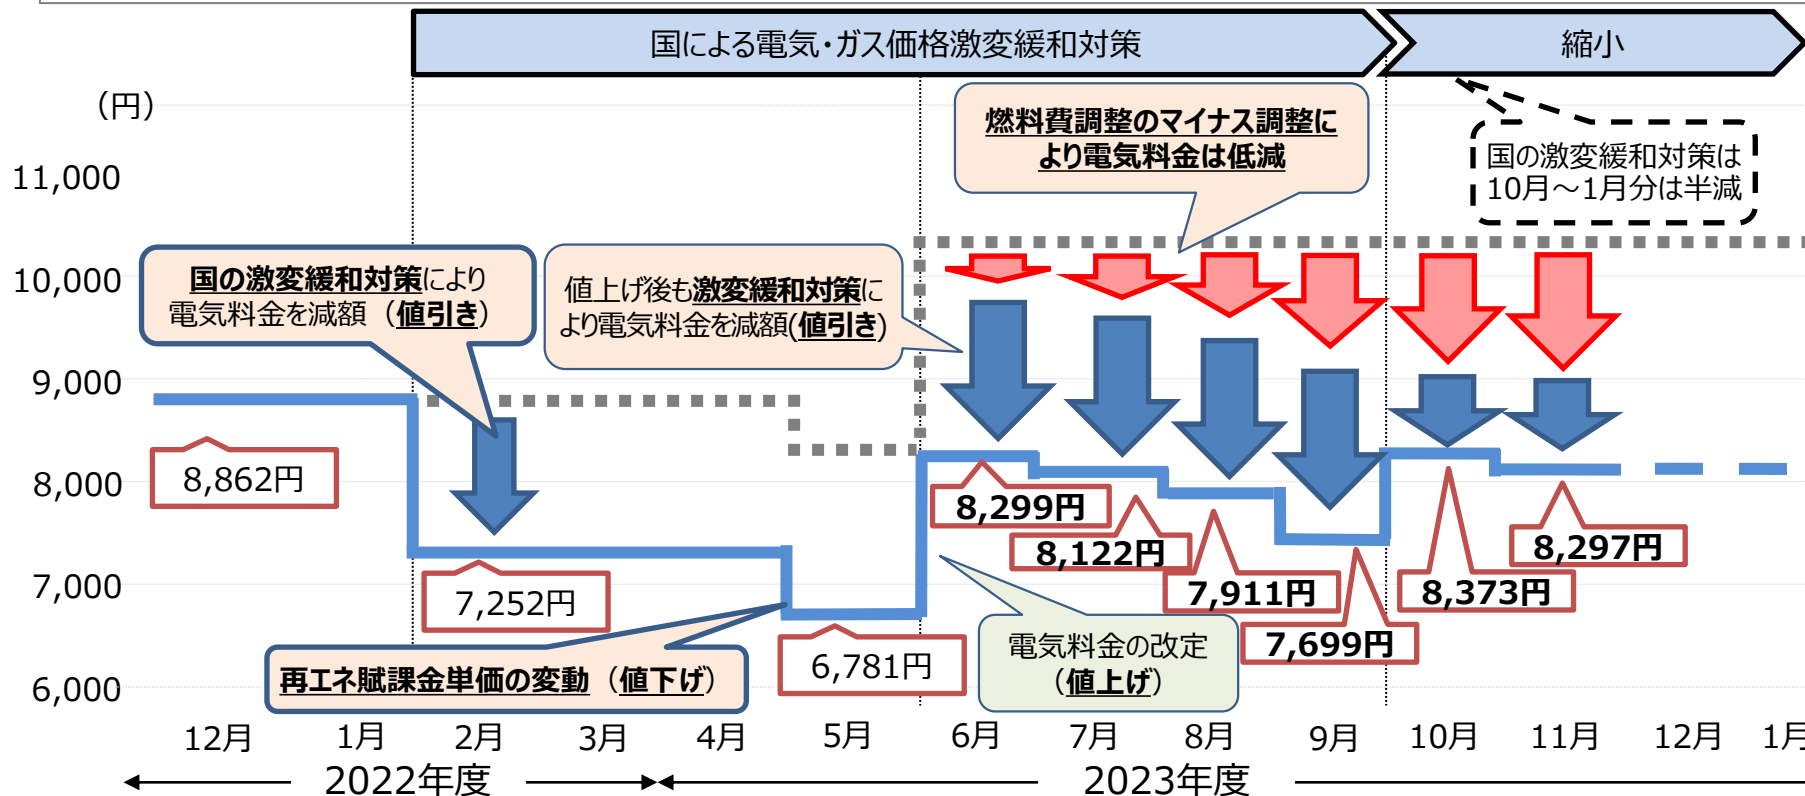 国による電気・ガス価格激変緩和対策
縮小
（円）
燃料費調整のマイナス調整に
より電気料金は低減
国の激変緩和対策は
10月～1月分は半減
11,000
10,000
9,000
8,000
7,000
6,000
国の激変緩和対策により
電気料金を減額（値引き）
値上げ後も激変緩和対策に
より電気料金を減額(値引き)
8,862円
7,252円
6,781円
8,299円
8,122円
7,911円
7,699円
8,373円
8,297円
再エネ賦課金単価の変動（値下げ）
電気料金の改定
（値上げ）
12月
1月
2月
3月
4月
5月
6月
7月
8月
9月
10月
11月
12月
1月
2022年度
2023年度